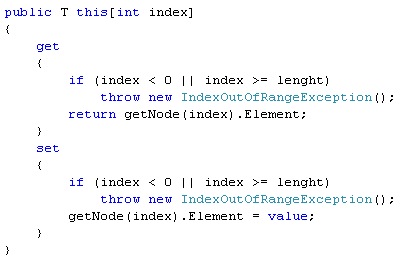 public T this[int index]
{
    get
    {
        if (index < 0 || index >= lenght)
            throw new IndexOutOfRangeException();
        return getNode(index).Element;
    }
    set
    {
        if (index < 0 || index >= lenght)
            throw new IndexOutOfRangeException();
        getNode(index).Element = value;
    }
}